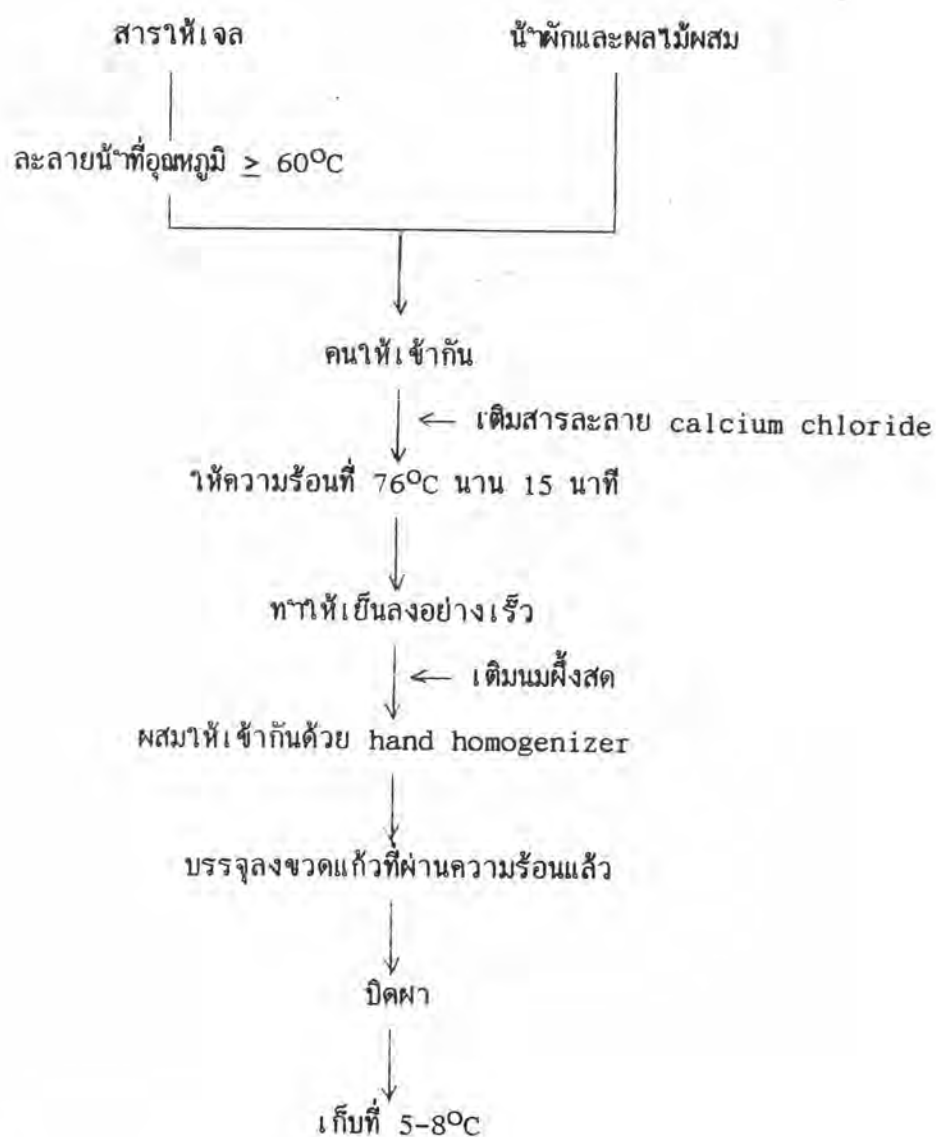 สารให้เจล
น้ำผักและผลไม้ผสม
ละลายน้ำที่อุณหภูมิ ≥ 60°C
คนให้เข้ากัน
← เติมสารละลาย calcium chloride
ให้ความร้อนที่ 76°C นาน 15 นาที
ทำให้เย็นลงอย่างเร็ว
← เติมนมผึ้งสด
ผสมให้เข้ากันด้วย hand homogenizer
บรรจุลงขวดแก้วที่ผ่านความร้อนแล้ว
ปิดฝา
เก็บที่ 5-8°C